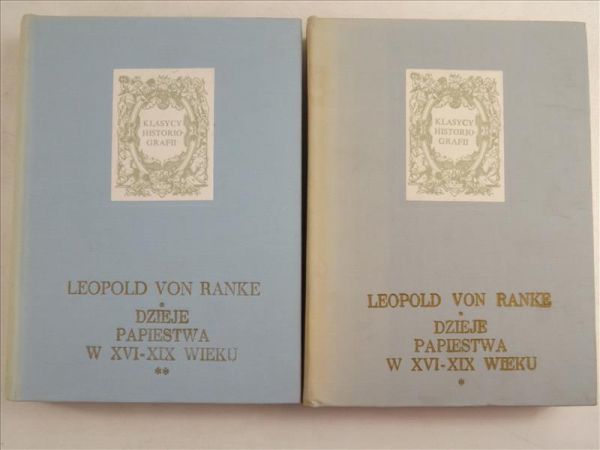 KLASYCY
HISTORIO-
GRAFII
LEOPOLD VON RANKE
*
DZIEJE
PAPIESTWA
W XVI-XIX WIEKU
**
KLASYCY
HISTORIO-
GRAFII
LEOPOLD VON RANKE
*
DZIEJE
PAPIESTWA
W XVI-XIX WIEKU
*